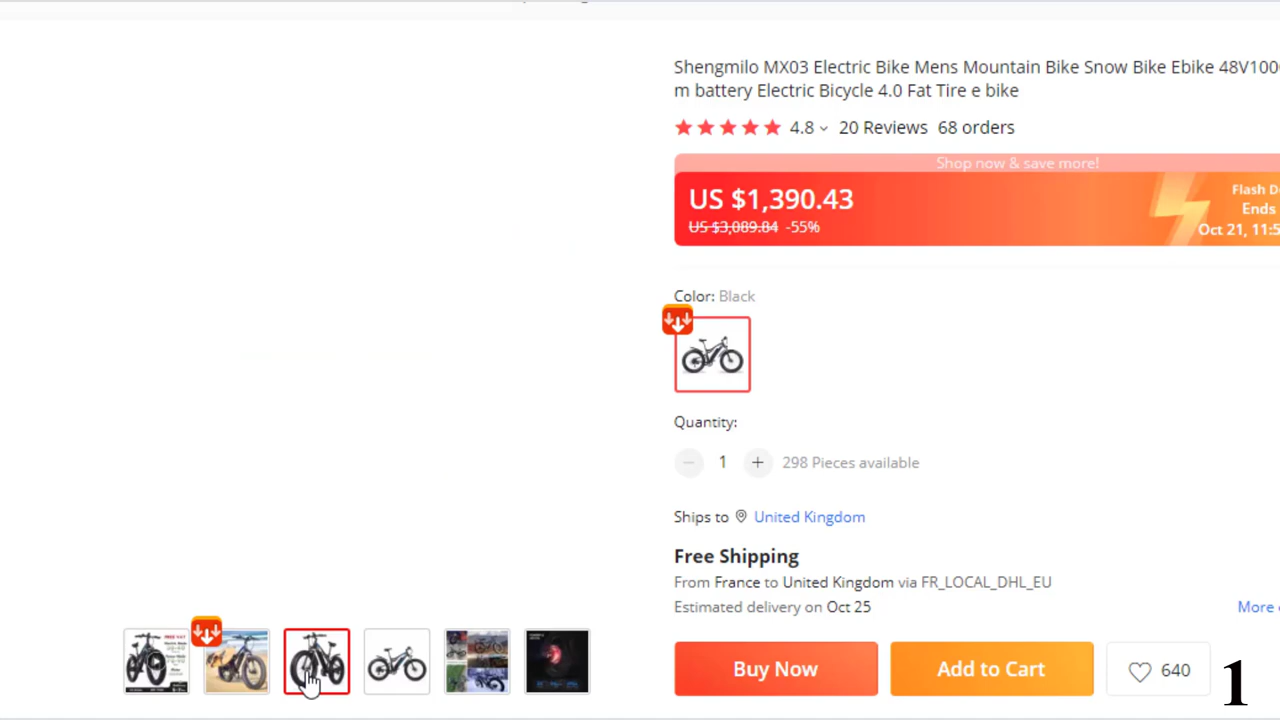 Shengmilo MX03 Electric Bike Mens Mountain Bike Snow Bike Ebike 48V100
m battery Electric Bicycle 4.0 Fat Tire e bike
4.8 20 Reviews 68 orders
Shop now & save more!
US $1,390.43
US $3,089.84 -55%
Flash D
Ends
Oct 21, 11:5
Color: Black
Quantity:
1 298 Pieces available
Ships to United Kingdom
Free Shipping
From France to United Kingdom via FR_LOCAL_DHL_EU
Estimated delivery on Oct 25
More
Buy Now
Add to Cart
640
1
FREE VAT